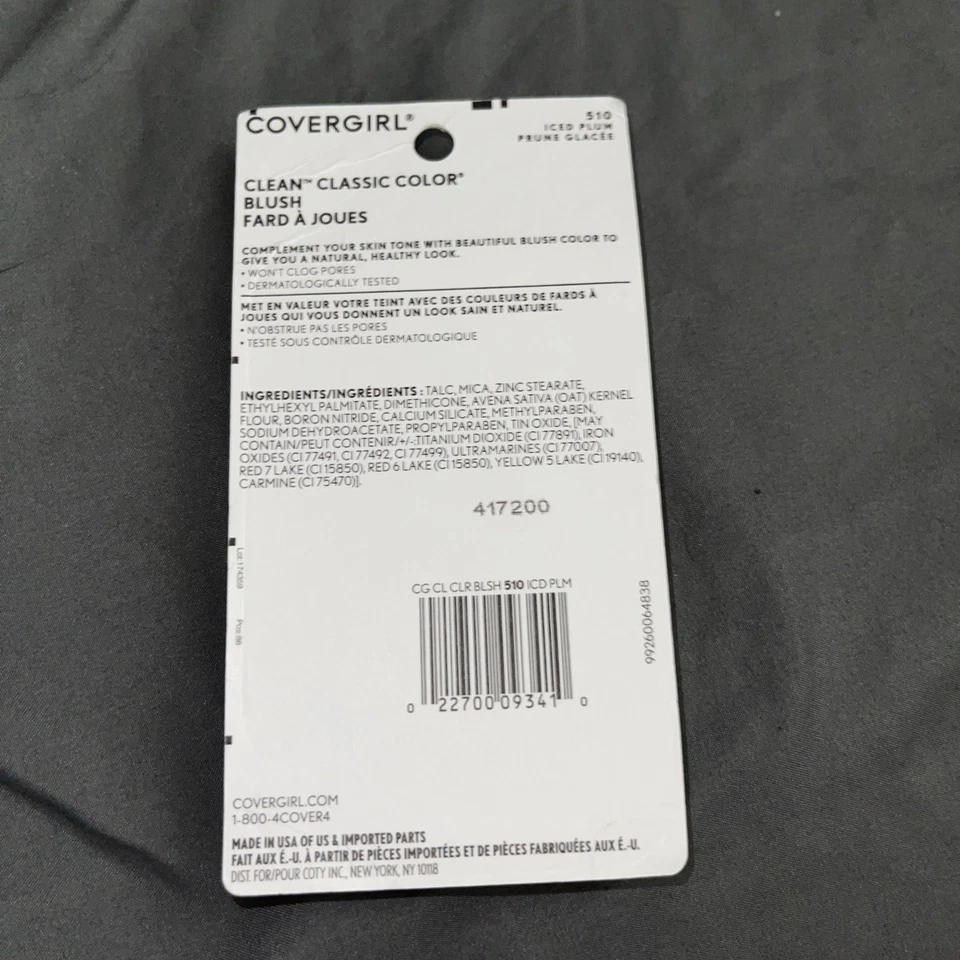 COVERGIRL®
510
ICED PLUM
PRUNE GLACÉE
CLEAN™ CLASSIC COLOR®
BLUSH
FARD À JOUES
COMPLEMENT YOUR SKIN TONE WITH BEAUTIFUL BLUSH COLOR TO
GIVE YOU A NATURAL, HEALTHY LOOK.
• WON'T CLOG PORES
• DERMATOLOGICALLY TESTED
MET EN VALEUR VOTRE TEINT AVEC DES COULEURS DE FARDS À
JOUES QUI VOUS DONNENT UN LOOK SAIN ET NATUREL.
• N'OBSTRUE PAS LES PORES
• TESTÉ SOUS CONTRÔLE DERMATOLOGIQUE
INGREDIENTS/INGRÉDIENTS : TALC, MICA, ZINC STEARATE,
ETHYLHEXYL PALMITATE, DIMETHICONE, AVENA SATIVA (OAT) KERNEL
FLOUR, BORON NITRIDE, CALCIUM SILICATE, METHYLPARABEN,
SODIUM DEHYDROACETATE, PROPYLPARABEN, TIN OXIDE, [MAY
CONTAIN/PEUT CONTENIR/+/-:TITANIUM DIOXIDE (CI 77891), IRON
OXIDES (CI 77491, CI 77492, CI 77499), ULTRAMARINES (CI 77007),
RED 7 LAKE (CI 15850), RED 6 LAKE (CI 15850), YELLOW 5 LAKE (CI 19140),
CARMINE (CI 75470)].
417200
CG CL CLR BLSH 510 ICD PLM
0 22700 09341 0
99260064838
COVERGIRL.COM
1-800-4COVER4
MADE IN USA OF US & IMPORTED PARTS
FAIT AUX É.-U. À PARTIR DE PIÈCES IMPORTÉES ET DE PIÈCES FABRIQUÉES AUX É.-U.
DIST. FOR/POUR COTY INC., NEW YORK, NY 10118